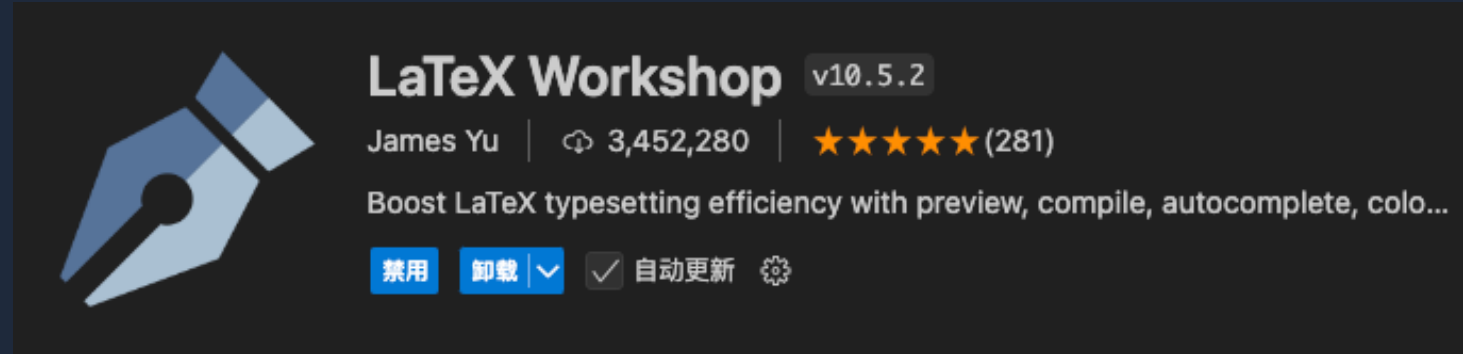 LaTeX Workshop v10.5.2
James Yu 3,452,280 (281)
Boost LaTeX typesetting efficiency with preview, compile, autocomplete, colo...
禁用 卸载 自动更新